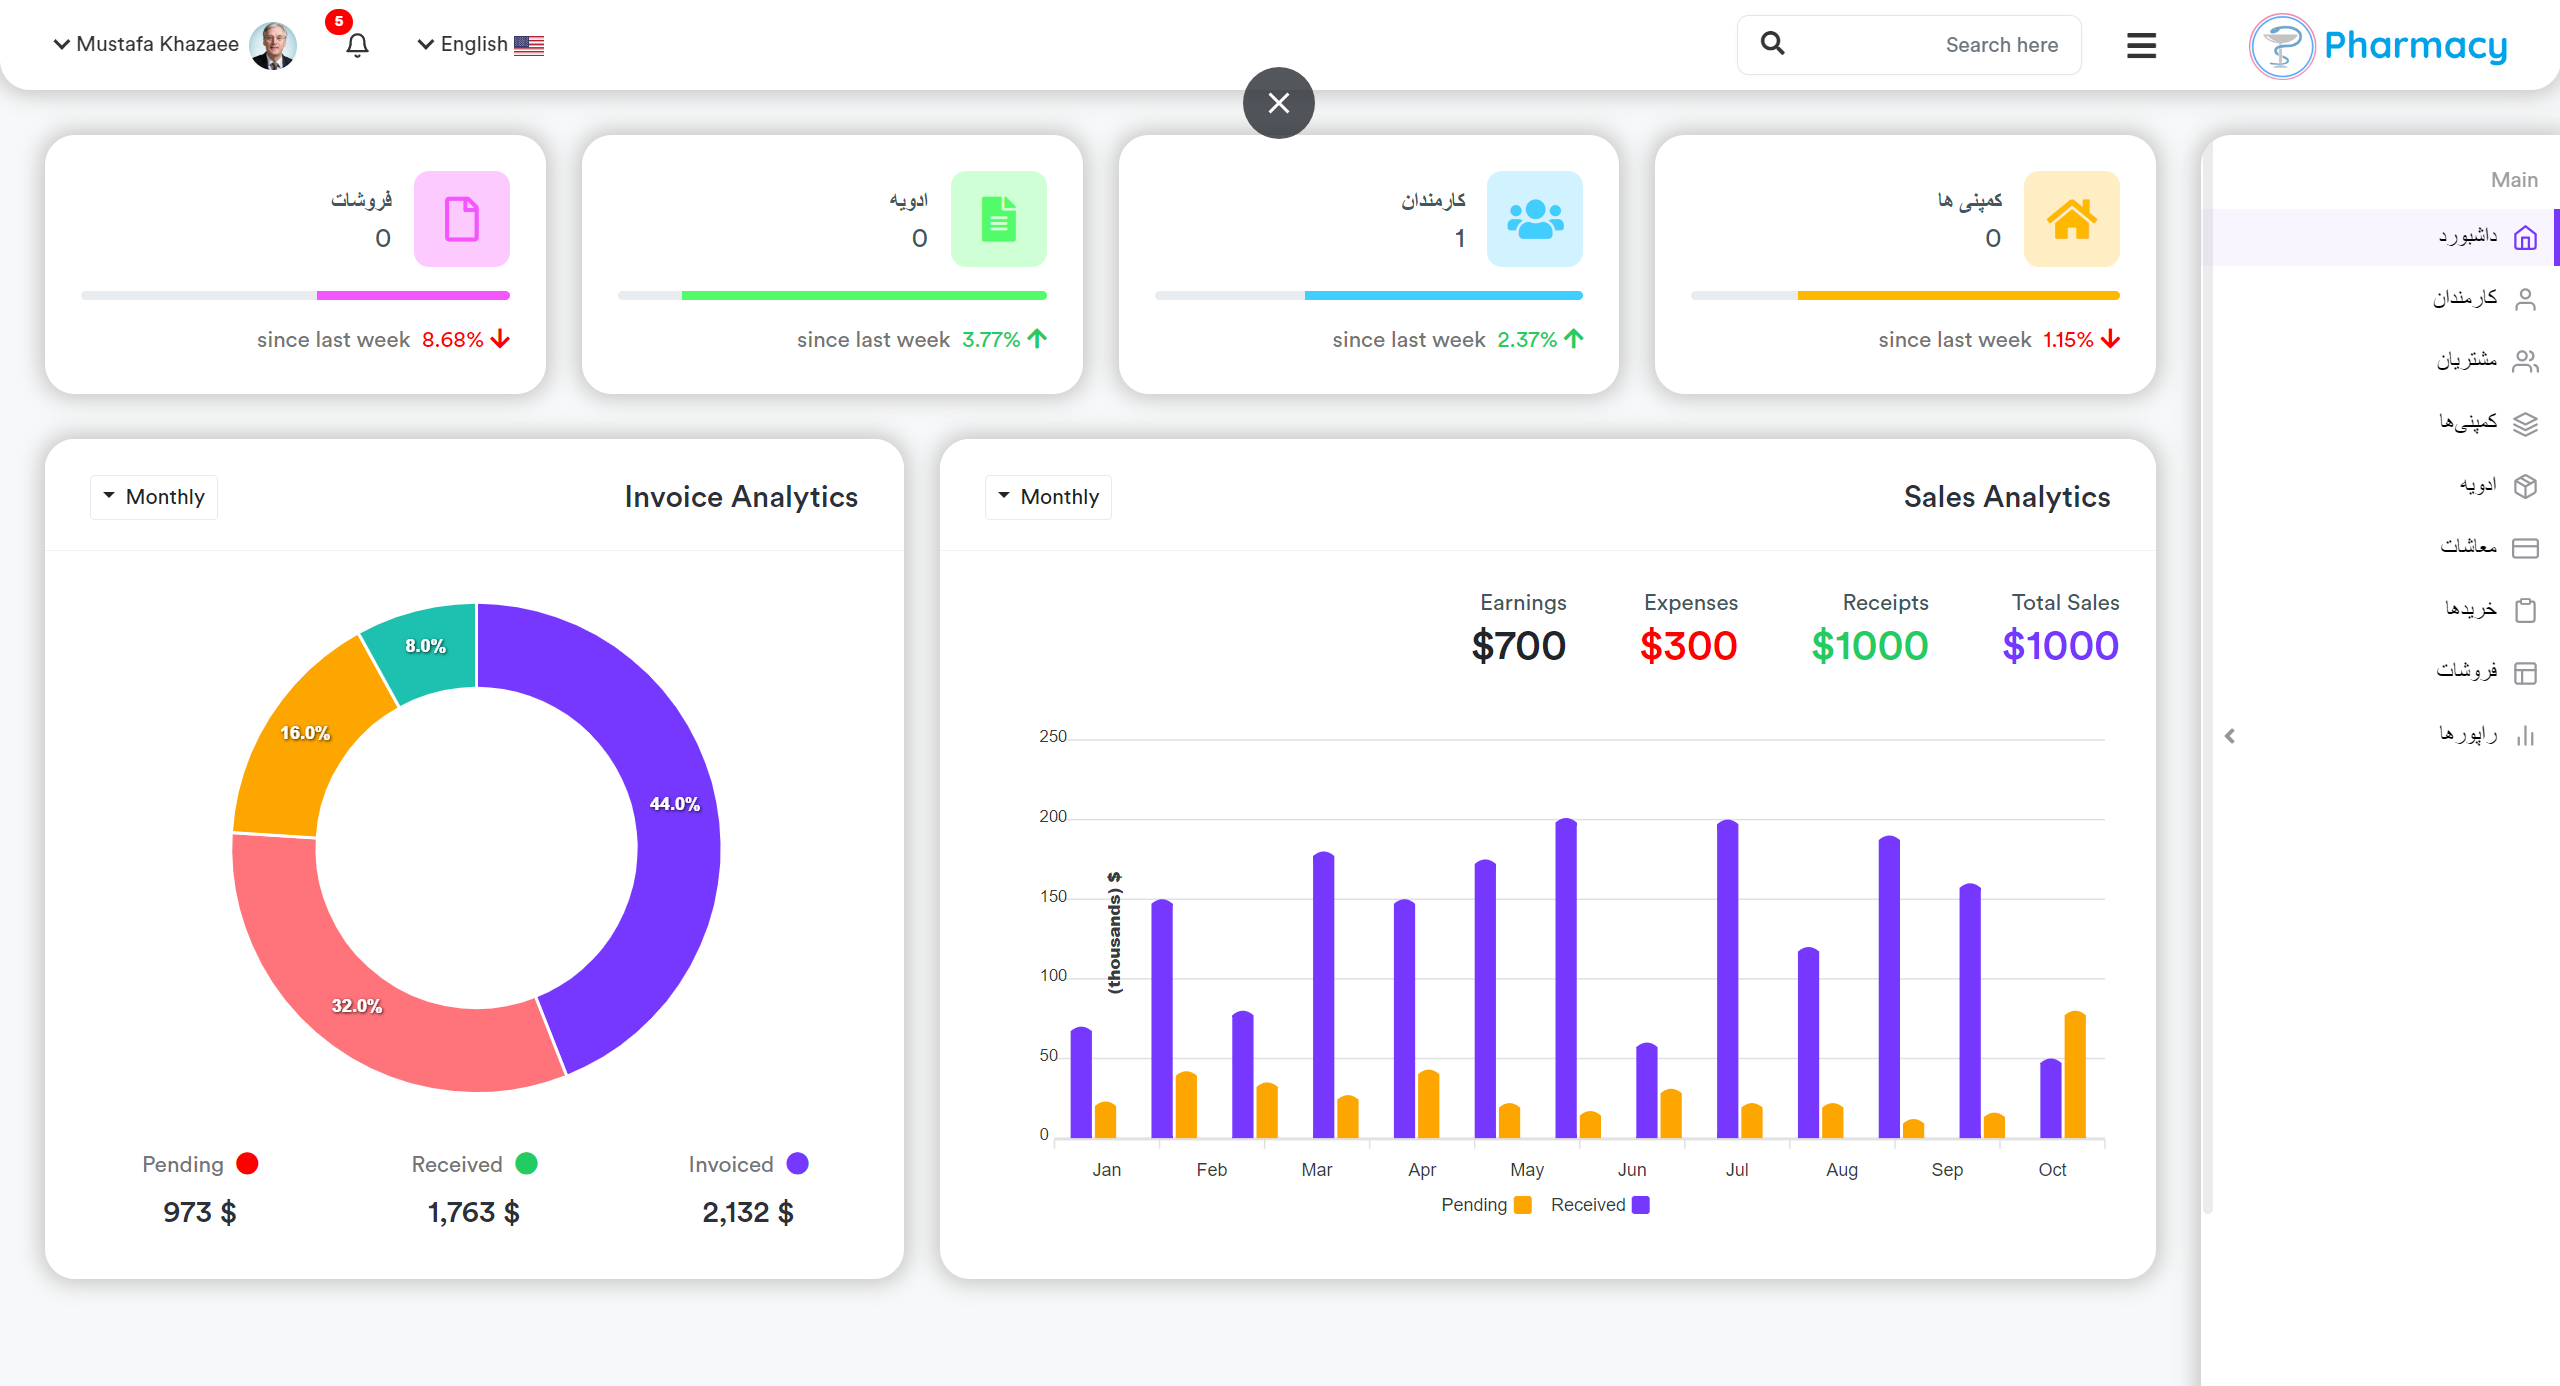 Mustafa Khazaee
5
English
Search here
Pharmacy
کمپنی ها
0
since last week 1.15%
کارمندان
1
since last week 2.37%
ادویه
0
since last week 3.77%
فروشات
0
since last week 8.68%
Main
داشبورد
کارمندان
مشتریان
کمپنی‌ها
ادویه
معاشات
خریدها
فروشات
راپورها
Sales Analytics
Monthly
Total Sales
$1000
Receipts
$1000
Expenses
$300
Earnings
$700
250
200
150
100
50
0
$ (thousands)
Jan Feb Mar Apr May Jun Jul Aug Sep Oct
Pending Received
Invoice Analytics
Monthly
8.0%
16.0%
44.0%
32.0%
Pending Received Invoiced
973 $ 1,763 $ 2,132 $